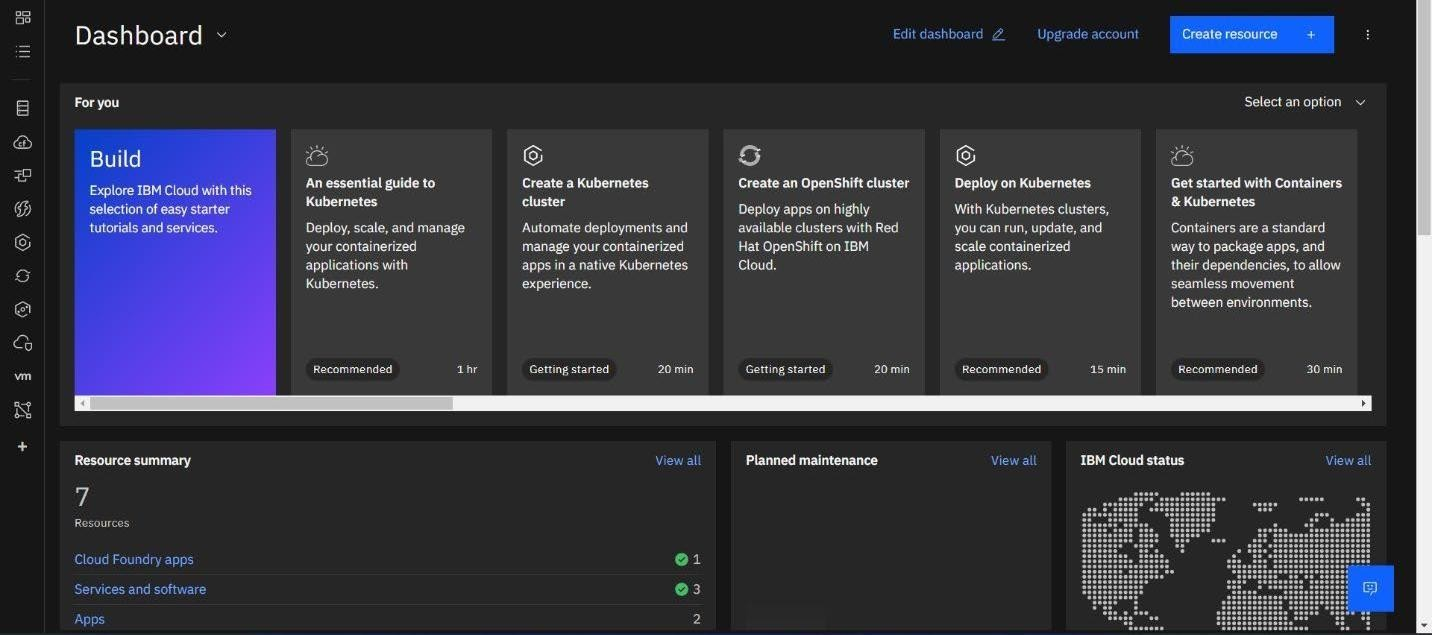 Dashboard
Edit dashboard
Upgrade account
Create resource +
For you
Select an option
Build
Explore IBM Cloud with this
selection of easy starter
tutorials and services.
An essential guide to
Kubernetes
Deploy, scale, and manage
your containerized
applications with
Kubernetes.
Recommended
1 hr
Create a Kubernetes
cluster
Automate deployments and
manage your containerized
apps in a native Kubernetes
experience.
Getting started
20 min
Create an OpenShift cluster
Deploy apps on highly
available clusters with Red
Hat OpenShift on IBM
Cloud.
Getting started
20 min
Deploy on Kubernetes
With Kubernetes clusters,
you can run, update, and
scale containerized
applications.
Recommended
15 min
Get started with Containers
& Kubernetes
Containers are a standard
way to package apps, and
their dependencies, to allow
seamless movement
between environments.
Recommended
30 min
cf
vm
Resource summary
View all
7
Resources
Cloud Foundry apps
1
Services and software
3
Apps
2
Planned maintenance
View all
IBM Cloud status
View all